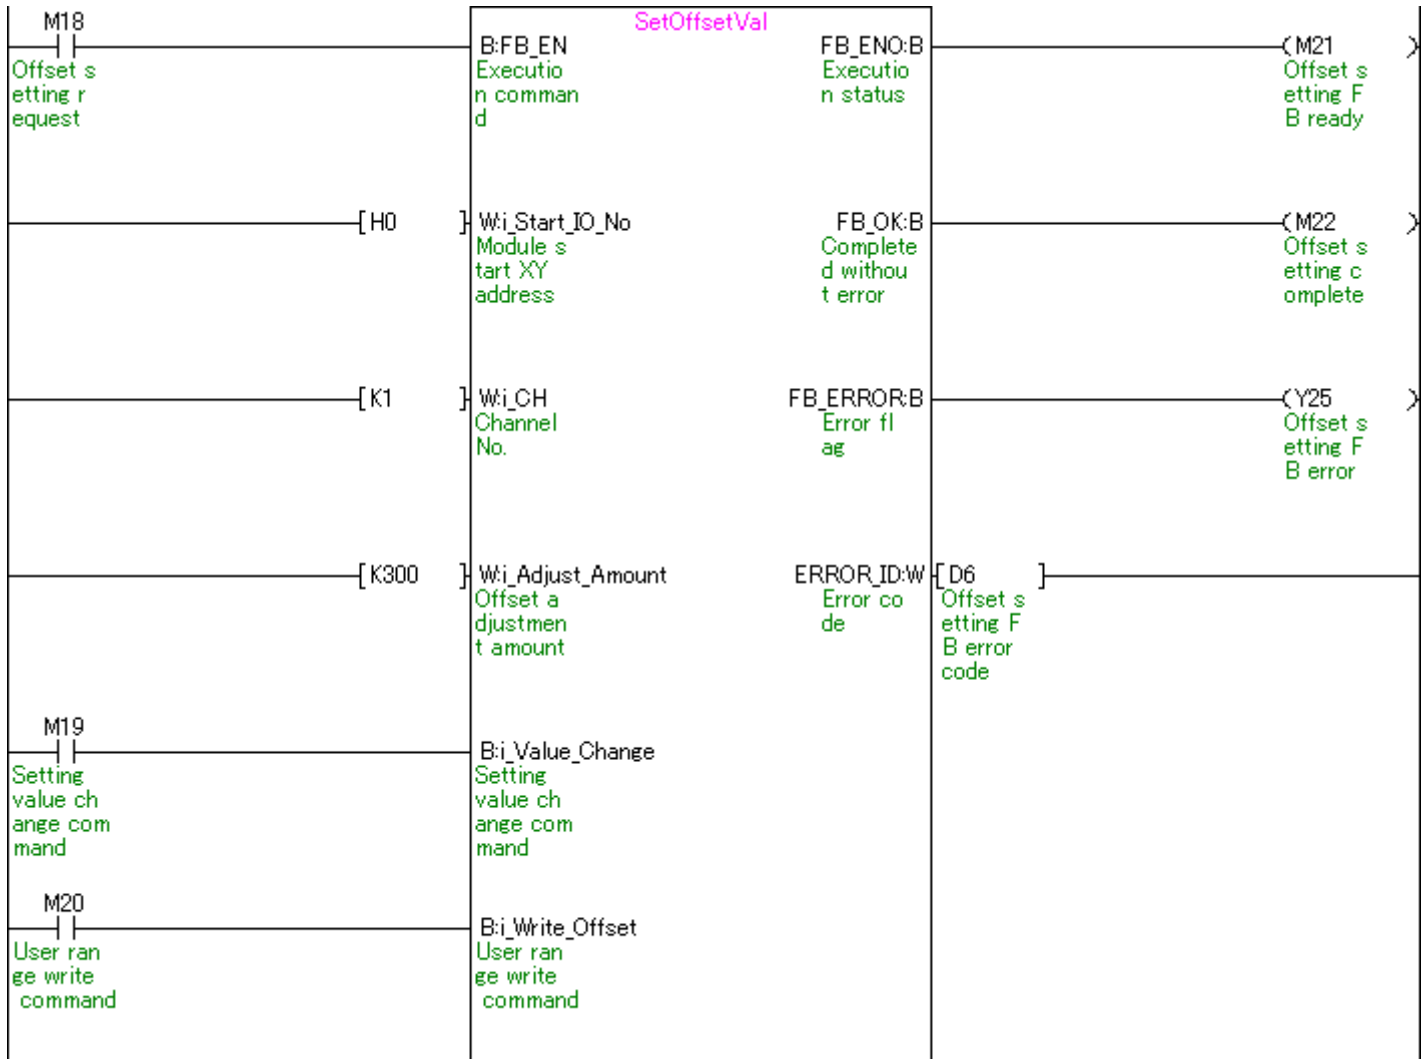 M18
SetOffsetVal
B:FB_EN
FB_ENO:B
(M21 )
Offset s
etting r
equest
Executio
n comman
d
Executio
n status
Offset s
etting F
B ready
[H0 ]
W:i_Start_IO_No
FB_OK:B
(M22 )
Module s
tart XY
address
Complete
d withou
t error
Offset s
etting c
omplete
[K1 ]
W:i_CH
FB_ERROR:B
(Y25 )
Channel
No.
Error fl
ag
Offset s
etting F
B error
[K300 ]
W:i_Adjust_Amount
ERROR_ID:W
[D6 ]
Offset a
djustmen
t amount
Error co
de
Offset s
etting F
B error
code
M19
B:i_Value_Change
Setting
value ch
ange com
mand
Setting
value ch
ange com
mand
M20
B:i_Write_Offset
User ran
ge write
command
User ran
ge write
command